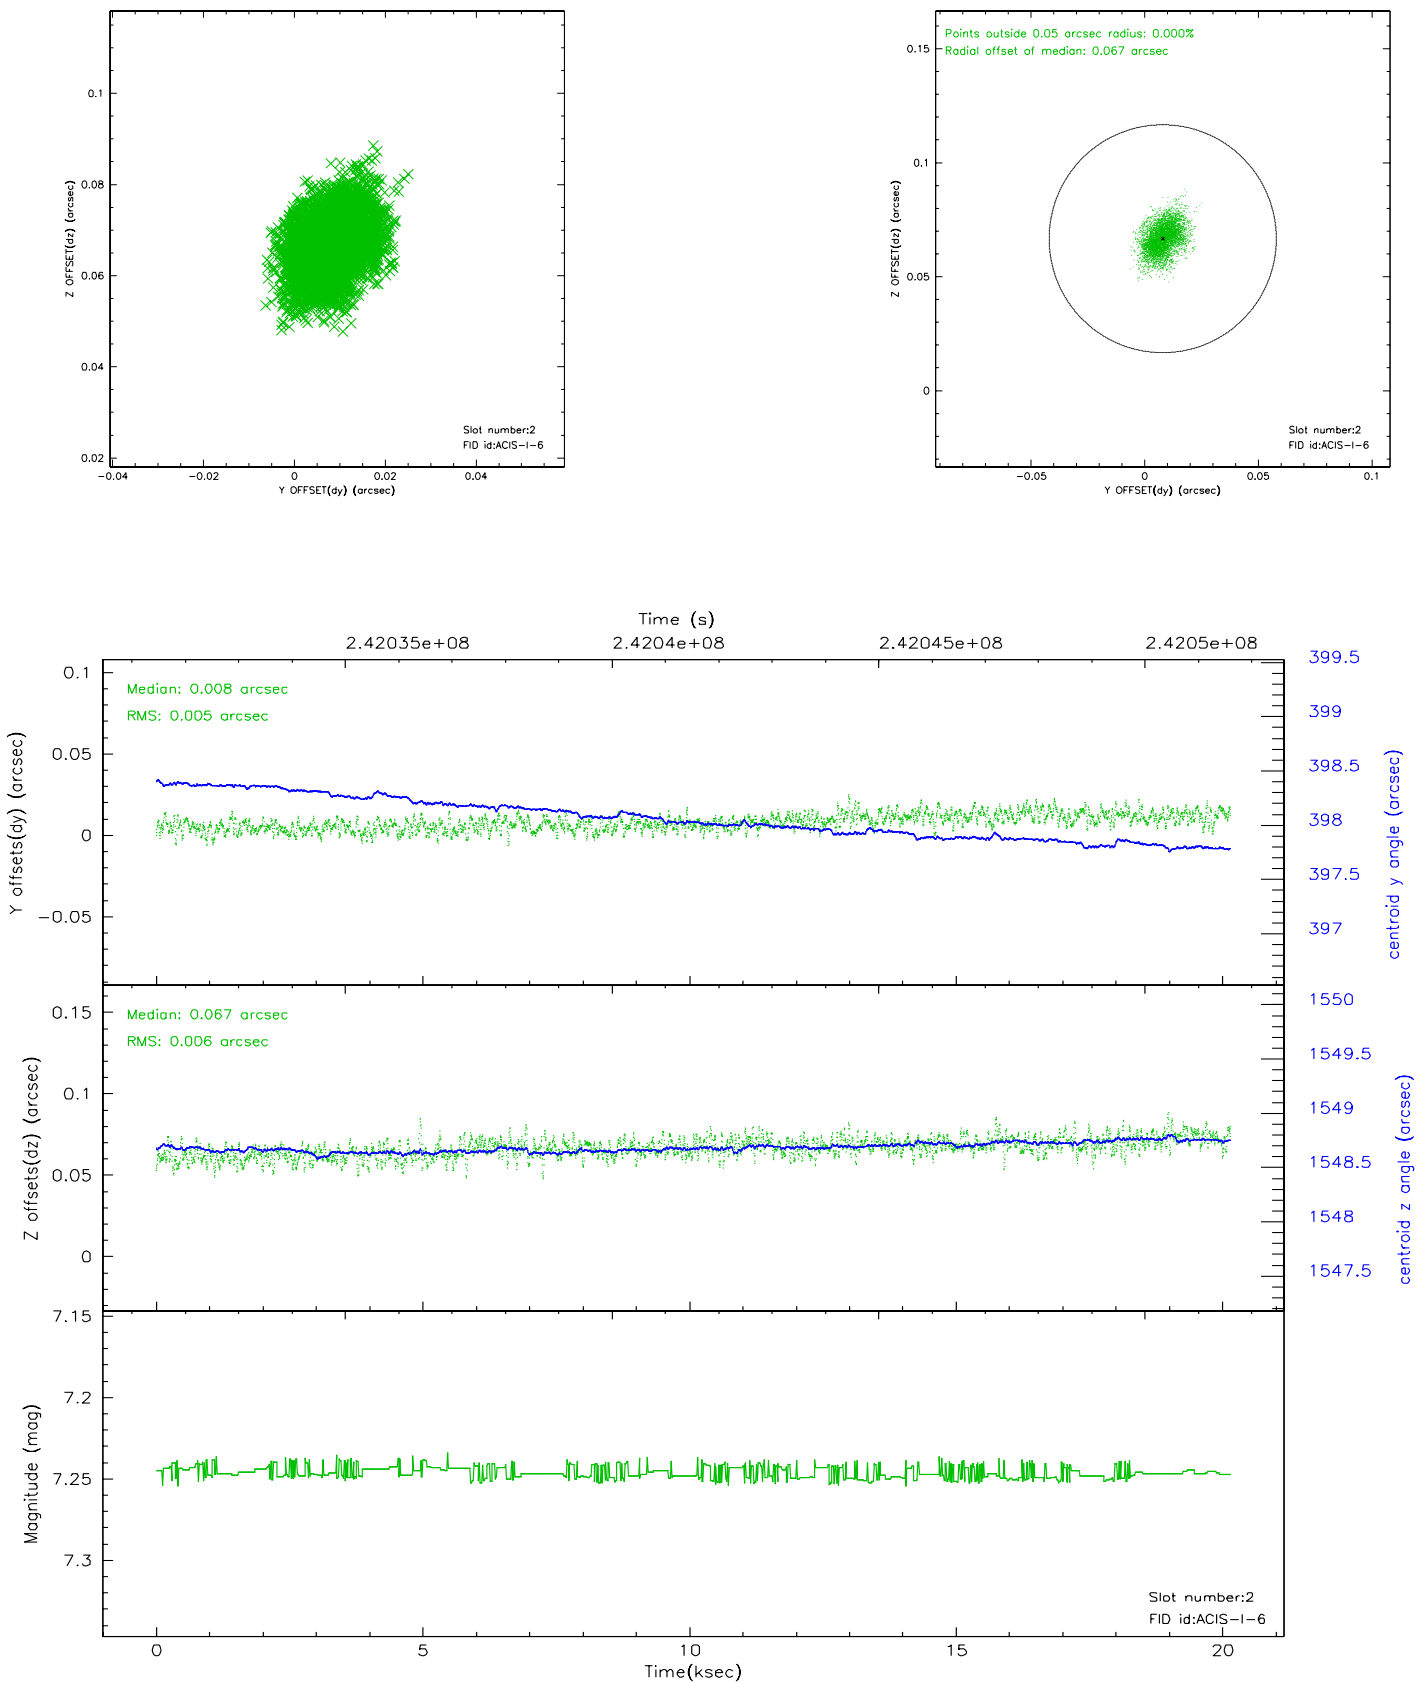 0.1
0.08
0.06
0.04
0.02
Z OFFSET(dz) (arcsec)
Slot number:2
FID id:ACIS-I-6
-0.04
-0.02
0
0.02
0.04
Y OFFSET(dy) (arcsec)
Points outside 0.05 arcsec radius: 0.000%
Radial offset of median: 0.067 arcsec
0.15
0.1
0.05
0
Z OFFSET(dz) (arcsec)
Slot number:2
FID id:ACIS-I-6
-0.05
0
0.05
0.1
Y OFFSET(dy) (arcsec)
Time (s)
2.42035e+08
2.4204e+08
2.42045e+08
2.4205e+08
Median: 0.008 arcsec
RMS: 0.005 arcsec
0.1
0.05
0
-0.05
Y offsets(dy) (arcsec)
399.5
399
398.5
398
397.5
397
centroid y angle (arcsec)
Median: 0.067 arcsec
RMS: 0.006 arcsec
0.15
0.1
0.05
0
Z offsets(dz) (arcsec)
1550
1549.5
1549
1548.5
1548
1547.5
centroid z angle (arcsec)
7.15
7.2
7.25
7.3
Magnitude (mag)
Slot number:2
FID id:ACIS-I-6
0
5
10
15
20
Time(ksec)